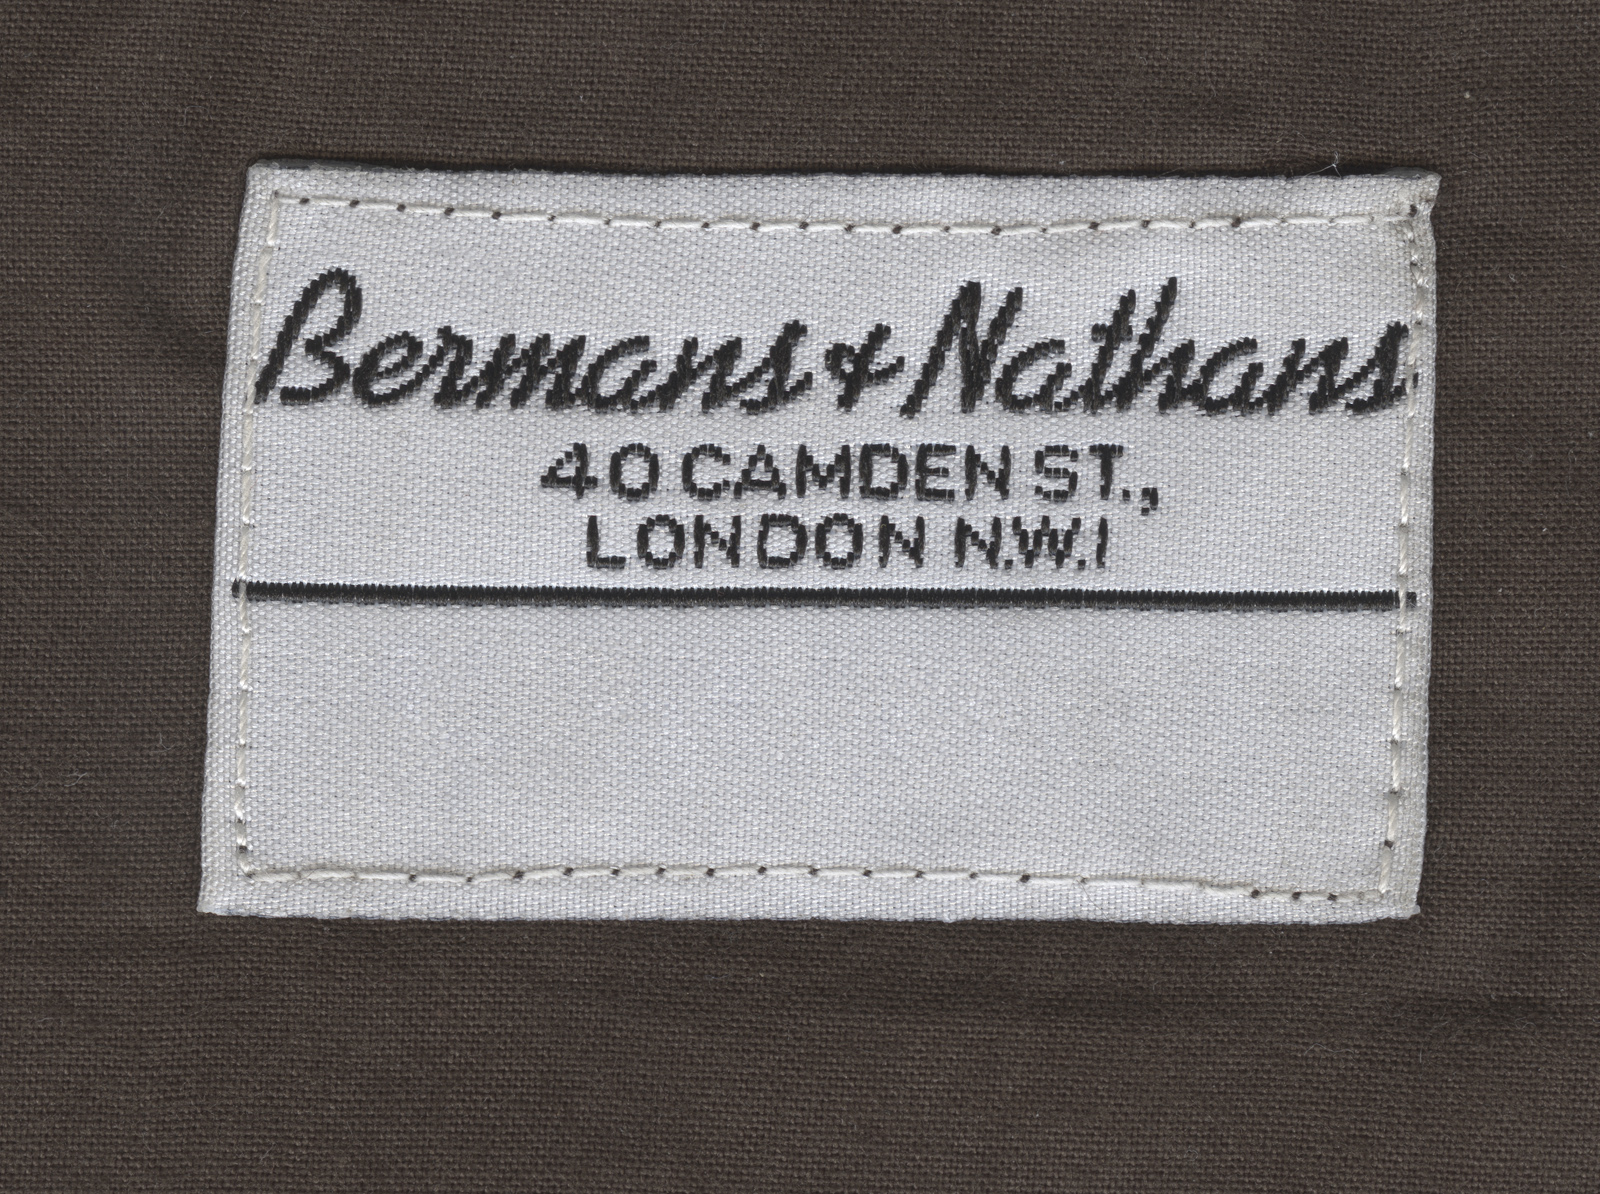 Bermans & Nathans.
40 CAMDEN ST.,
LONDON N.W.1